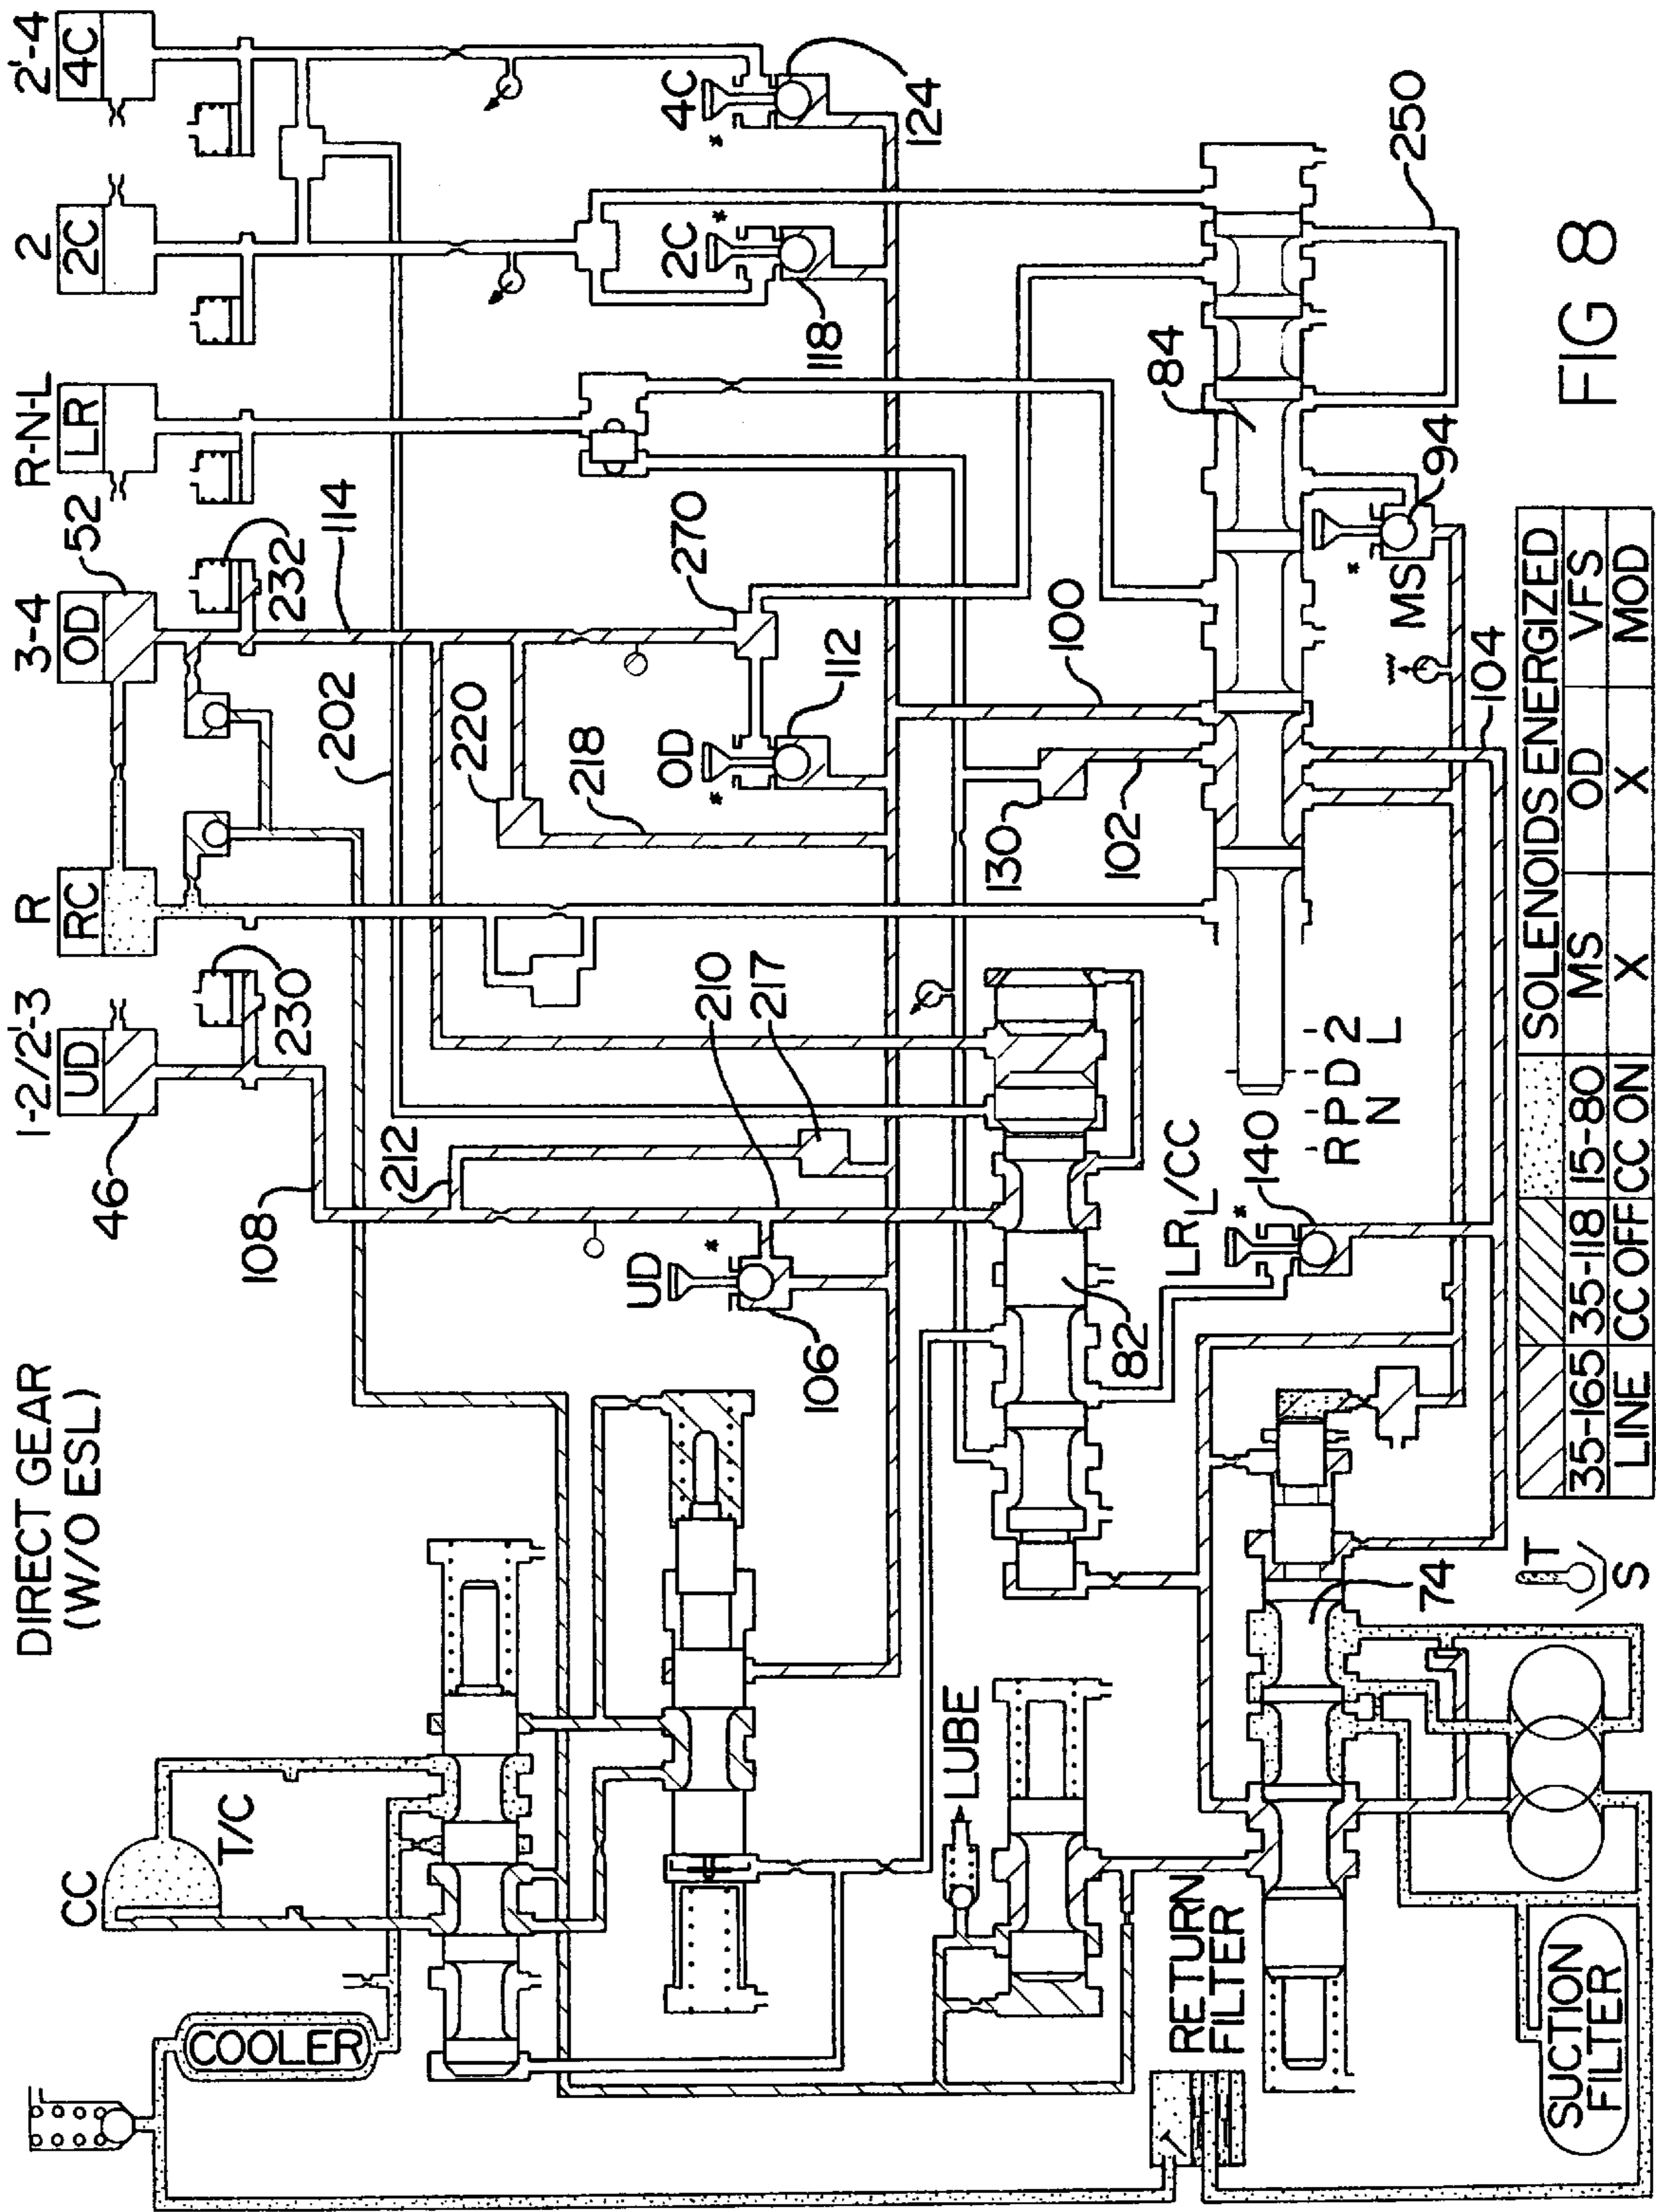 DIRECT GEAR
(W/O ESL)
1-2/2'-3
R
3-4
R-N-L
2
2'-4
UD
RC
OD
LR
2C
4C
46
230
52
232
114
108
212
202
220
218
210
217
270
CC
T/C
COOLER
UD
*
106
OD
*
112
2C
*
118
4C
*
124
130
102
100
84
82
LR/CC
L
*
140
R P D 2
N L
MS
*
94
104
250
LUBE
RETURN
FILTER
SUCTION
FILTER
74
T
S
SOLENOIDS ENERGIZED
35-165 35-118 15-80 MS OD VFS
LINE CC OFF CC ON X X MOD
FIG 8